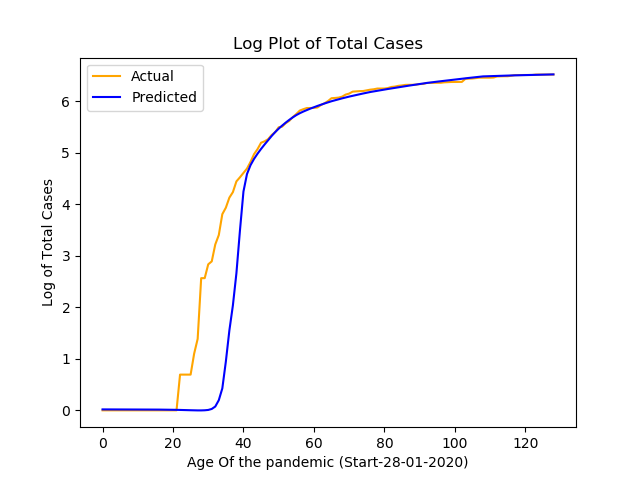 Log Plot of Total Cases
Actual
Predicted
6
5
4
3
2
1
0
Log of Total Cases
0 20 40 60 80 100 120
Age Of the pandemic (Start-28-01-2020)